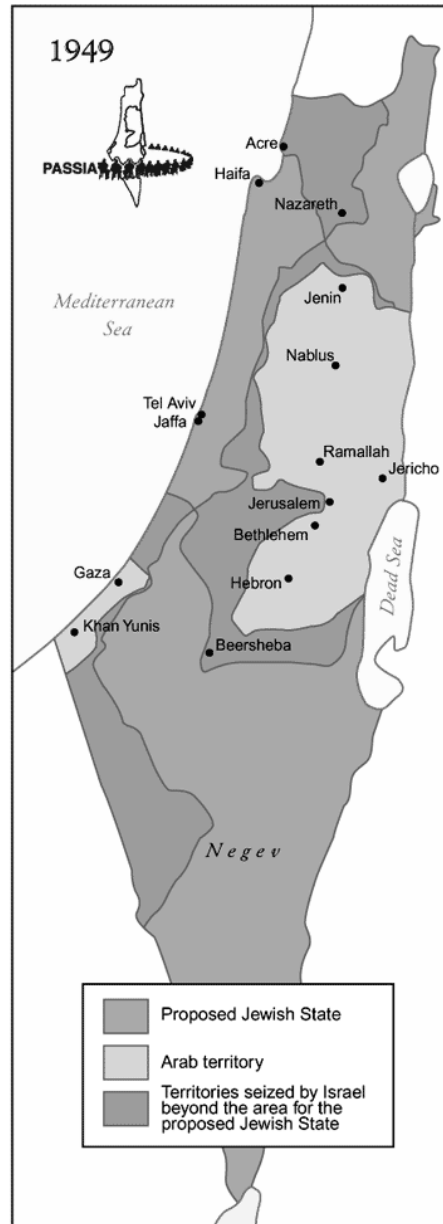 1949
PASSIA
Acre
Haifa
Nazareth
Mediterranean
Sea
Jenin
Nablus
Tel Aviv
Jaffa
Ramallah
Jericho
Jerusalem
Bethlehem
Gaza
Hebron
Dead Sea
Khan Yunis
Beersheba
Negev
Proposed Jewish State
Arab territory
Territories seized by Israel
beyond the area for the
proposed Jewish State